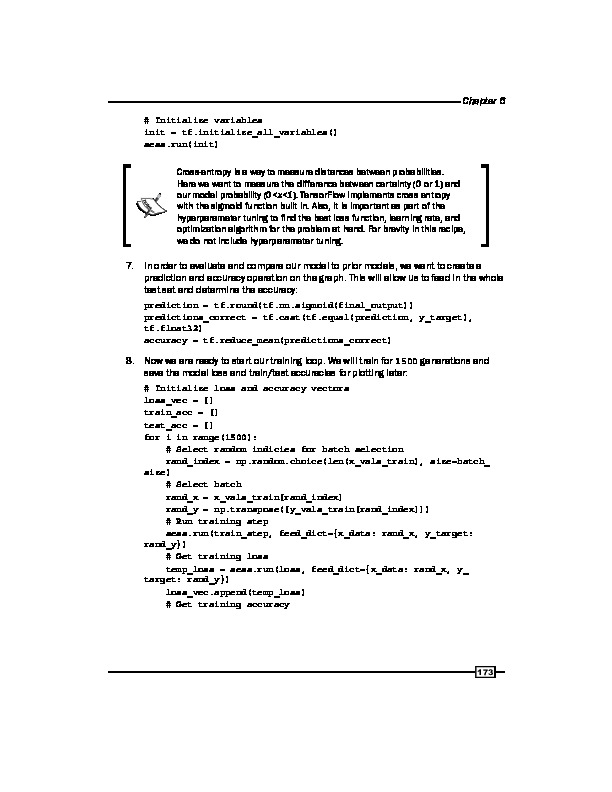 Chapter 6
# Initialize variables
init = tf.initialize_all_variables()
sess.run(init)
Cross-entropy is a way to measure distances between probabilities.
Here we want to measure the difference between certainty (0 or 1) and
our model probability (0<x<1). TensorFlow implements cross entropy
with the sigmoid function built in. Also, it is important as part of the
hyperparameter tuning to find the best loss function, learning rate, and
optimization algorithm for the problem at hand. For brevity in this recipe,
we do not include hyperparameter tuning.
7. In order to evaluate and compare our model to prior models, we want to create a
prediction and accuracy operation on the graph. This will allow us to feed in the whole
test set and determine the accuracy:
prediction = tf.round(tf.nn.sigmoid(final_output))
predictions_correct = tf.cast(tf.equal(prediction, y_target),
tf.float32)
accuracy = tf.reduce_mean(predictions_correct)
8. Now we are ready to start our training loop. We will train for 1500 generations and
save the model loss and train/test accuracies for plotting later:
# Initialize loss and accuracy vectors
loss_vec = []
train_acc = []
test_acc = []
for i in range(1500):
    # Select random indicies for batch selection
    rand_index = np.random.choice(len(x_vals_train), size=batch_
size)
    # Select batch
    rand_x = x_vals_train[rand_index]
    rand_y = np.transpose([y_vals_train[rand_index]])
    # Run training step
    sess.run(train_step, feed_dict={x_data: rand_x, y_target:
rand_y})
    # Get training loss
    temp_loss = sess.run(loss, feed_dict={x_data: rand_x, y_
target: rand_y})
    loss_vec.append(temp_loss)
    # Get training accuracy
173